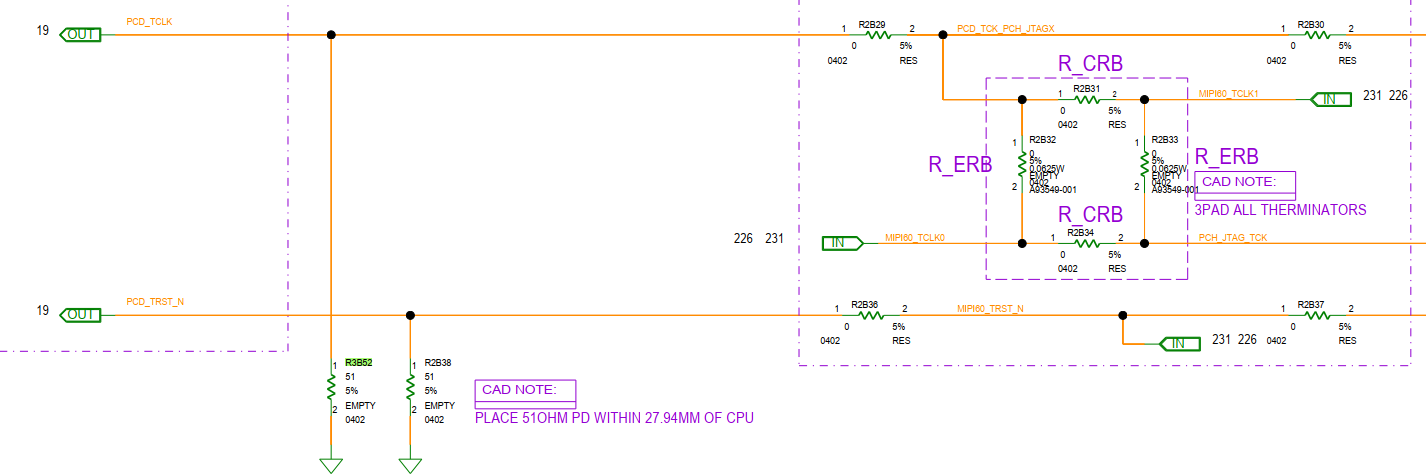 PCD_TCLK
19 OUT
R2B29
1 2
0 5%
0402 RES
PCD_TCK_PCH_JTAGX
R2B30
1 2
0 5%
0402 RES
R_CRB
R2B31
1 2
0 5%
0402 RES
MIPI60_TCLK1
IN 231 226
R_ERB
1 R2B32
0
5%
0.0625W
EMPTY
2 0402
A93549-001
1 R2B33
0
5%
0.0625W
EMPTY
2 0402
A93549-001
R_ERB
CAD NOTE:
3PAD ALL THERMINATORS
R_CRB
226 231 IN
MIPI60_TCLK0
R2B34
1 2
0 5%
0402 RES
PCH_JTAG_TCK
PCD_TRST_N
19 OUT
R2B36
1 2
0 5%
0402 RES
MIPI60_TRST_N
IN 231 226
R2B37
1 2
0 5%
0402 RES
1 R3B52
51
5%
2 EMPTY
0402
1 R2B38
51
5%
2 EMPTY
0402
CAD NOTE:
PLACE 51OHM PD WITHIN 27.94MM OF CPU